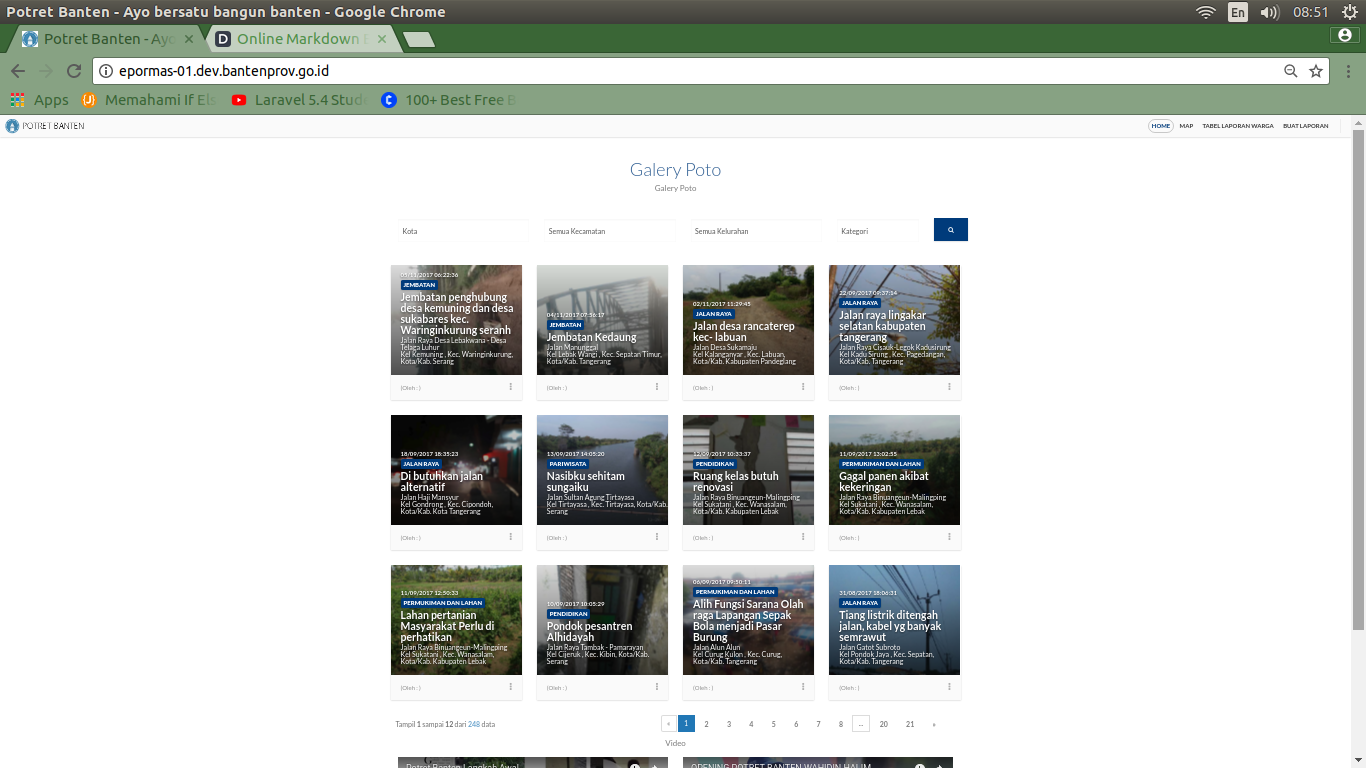 Potret Banten - Ayo bersatu bangun banten - Google Chrome
En
08:51
Potret Banten - Ayo
Online Markdown
epormas-01.dev.bantenprov.go.id
Apps
Memahami If Els
Laravel 5.4 Stude
100+ Best Free
POTRET BANTEN
HOME MAP TABEL LAPORAN WARGA BUAT LAPORAN
Galery Poto
Galery Poto
Kota
Semua Kecamatan
Semua Kelurahan
Kategori
05/11/2017 06:22:36
JEMBATAN
Jembatan penghubung
desa kemuning dan desa
sukabares kec.
Waringinkurung seranh
Jalan Raya Desa Lebakwana - Desa
Telaga Luhur
Kel Kemuning , Kec. Waringinkurung,
Kota/Kab. Serang
(Oleh : )
04/11/2017 07:56:17
JEMBATAN
Jembatan Kedaung
Jalan Manunggal
Kel Lebak Wangi , Kec. Sepatan Timur,
Kota/Kab. Tangerang
(Oleh : )
02/11/2017 11:29:45
JALAN RAYA
Jalan desa rancaterep
kec- labuan
Jalan Desa Sukamaju
Kel Kalanganyar , Kec. Labuan,
Kota/Kab. Kabupaten Pandeglang
(Oleh : )
22/09/2017 09:37:14
JALAN RAYA
Jalan raya lingakar
selatan kabupaten
tangerang
Jalan Raya Cisauk-Legok Kadusirung
Kel Kadu Sirung , Kec. Pagedangan,
Kota/Kab. Tangerang
(Oleh : )
18/09/2017 18:35:23
JALAN RAYA
Di butuhkan jalan
alternatif
Jalan Haji Mansyur
Kel Gondrong , Kec. Cipondoh,
Kota/Kab. Kota Tangerang
(Oleh : )
13/09/2017 14:05:20
PARIWISATA
Nasibku sehitam
sungaiku
Jalan Sultan Agung Tirtayasa
Kel Tirtayasa , Kec. Tirtayasa, Kota/Kab.
Serang
(Oleh : )
12/09/2017 10:33:37
PENDIDIKAN
Ruang kelas butuh
renovasi
Jalan Raya Binuangeun-Malingping
Kel Sukatani , Kec. Wanasalam,
Kota/Kab. Kabupaten Lebak
(Oleh : )
11/09/2017 13:02:55
PERMUKIMAN DAN LAHAN
Gagal panen akibat
kekeringan
Jalan Raya Binuangeun-Malingping
Kel Sukatani , Kec. Wanasalam,
Kota/Kab. Kabupaten Lebak
(Oleh : )
11/09/2017 12:50:33
PERMUKIMAN DAN LAHAN
Lahan pertanian
Masyarakat Perlu di
perhatikan
Jalan Raya Binuangeun-Malingping
Kel Sukatani , Kec. Wanasalam,
Kota/Kab. Kabupaten Lebak
(Oleh : )
10/09/2017 10:05:29
PENDIDIKAN
Pondok pesantren
Alhidayah
Jalan Raya Tambak - Pamarayan
Kel Cijeruk , Kec. Kibin, Kota/Kab.
Serang
(Oleh : )
06/09/2017 09:50:11
PERMUKIMAN DAN LAHAN
Alih Fungsi Sarana Olah
raga Lapangan Sepak
Bola menjadi Pasar
Burung
Jalan Alun Alun
Kel Curug Kulon , Kec. Curug,
Kota/Kab. Tangerang
(Oleh : )
31/08/2017 18:06:31
JALAN RAYA
Tiang listrik ditengah
jalan, kabel yg banyak
semrawut
Jalan Gatot Subroto
Kel Pondok Jaya , Kec. Sepatan,
Kota/Kab. Tangerang
(Oleh : )
Tampil 1 sampai 12 dari 248 data
« 1 2 3 4 5 6 7 8 ... 20 21 »
Video
Potret Banten Langkah Awal
OPENING POTRET BANTEN WAHIDIN HALIM